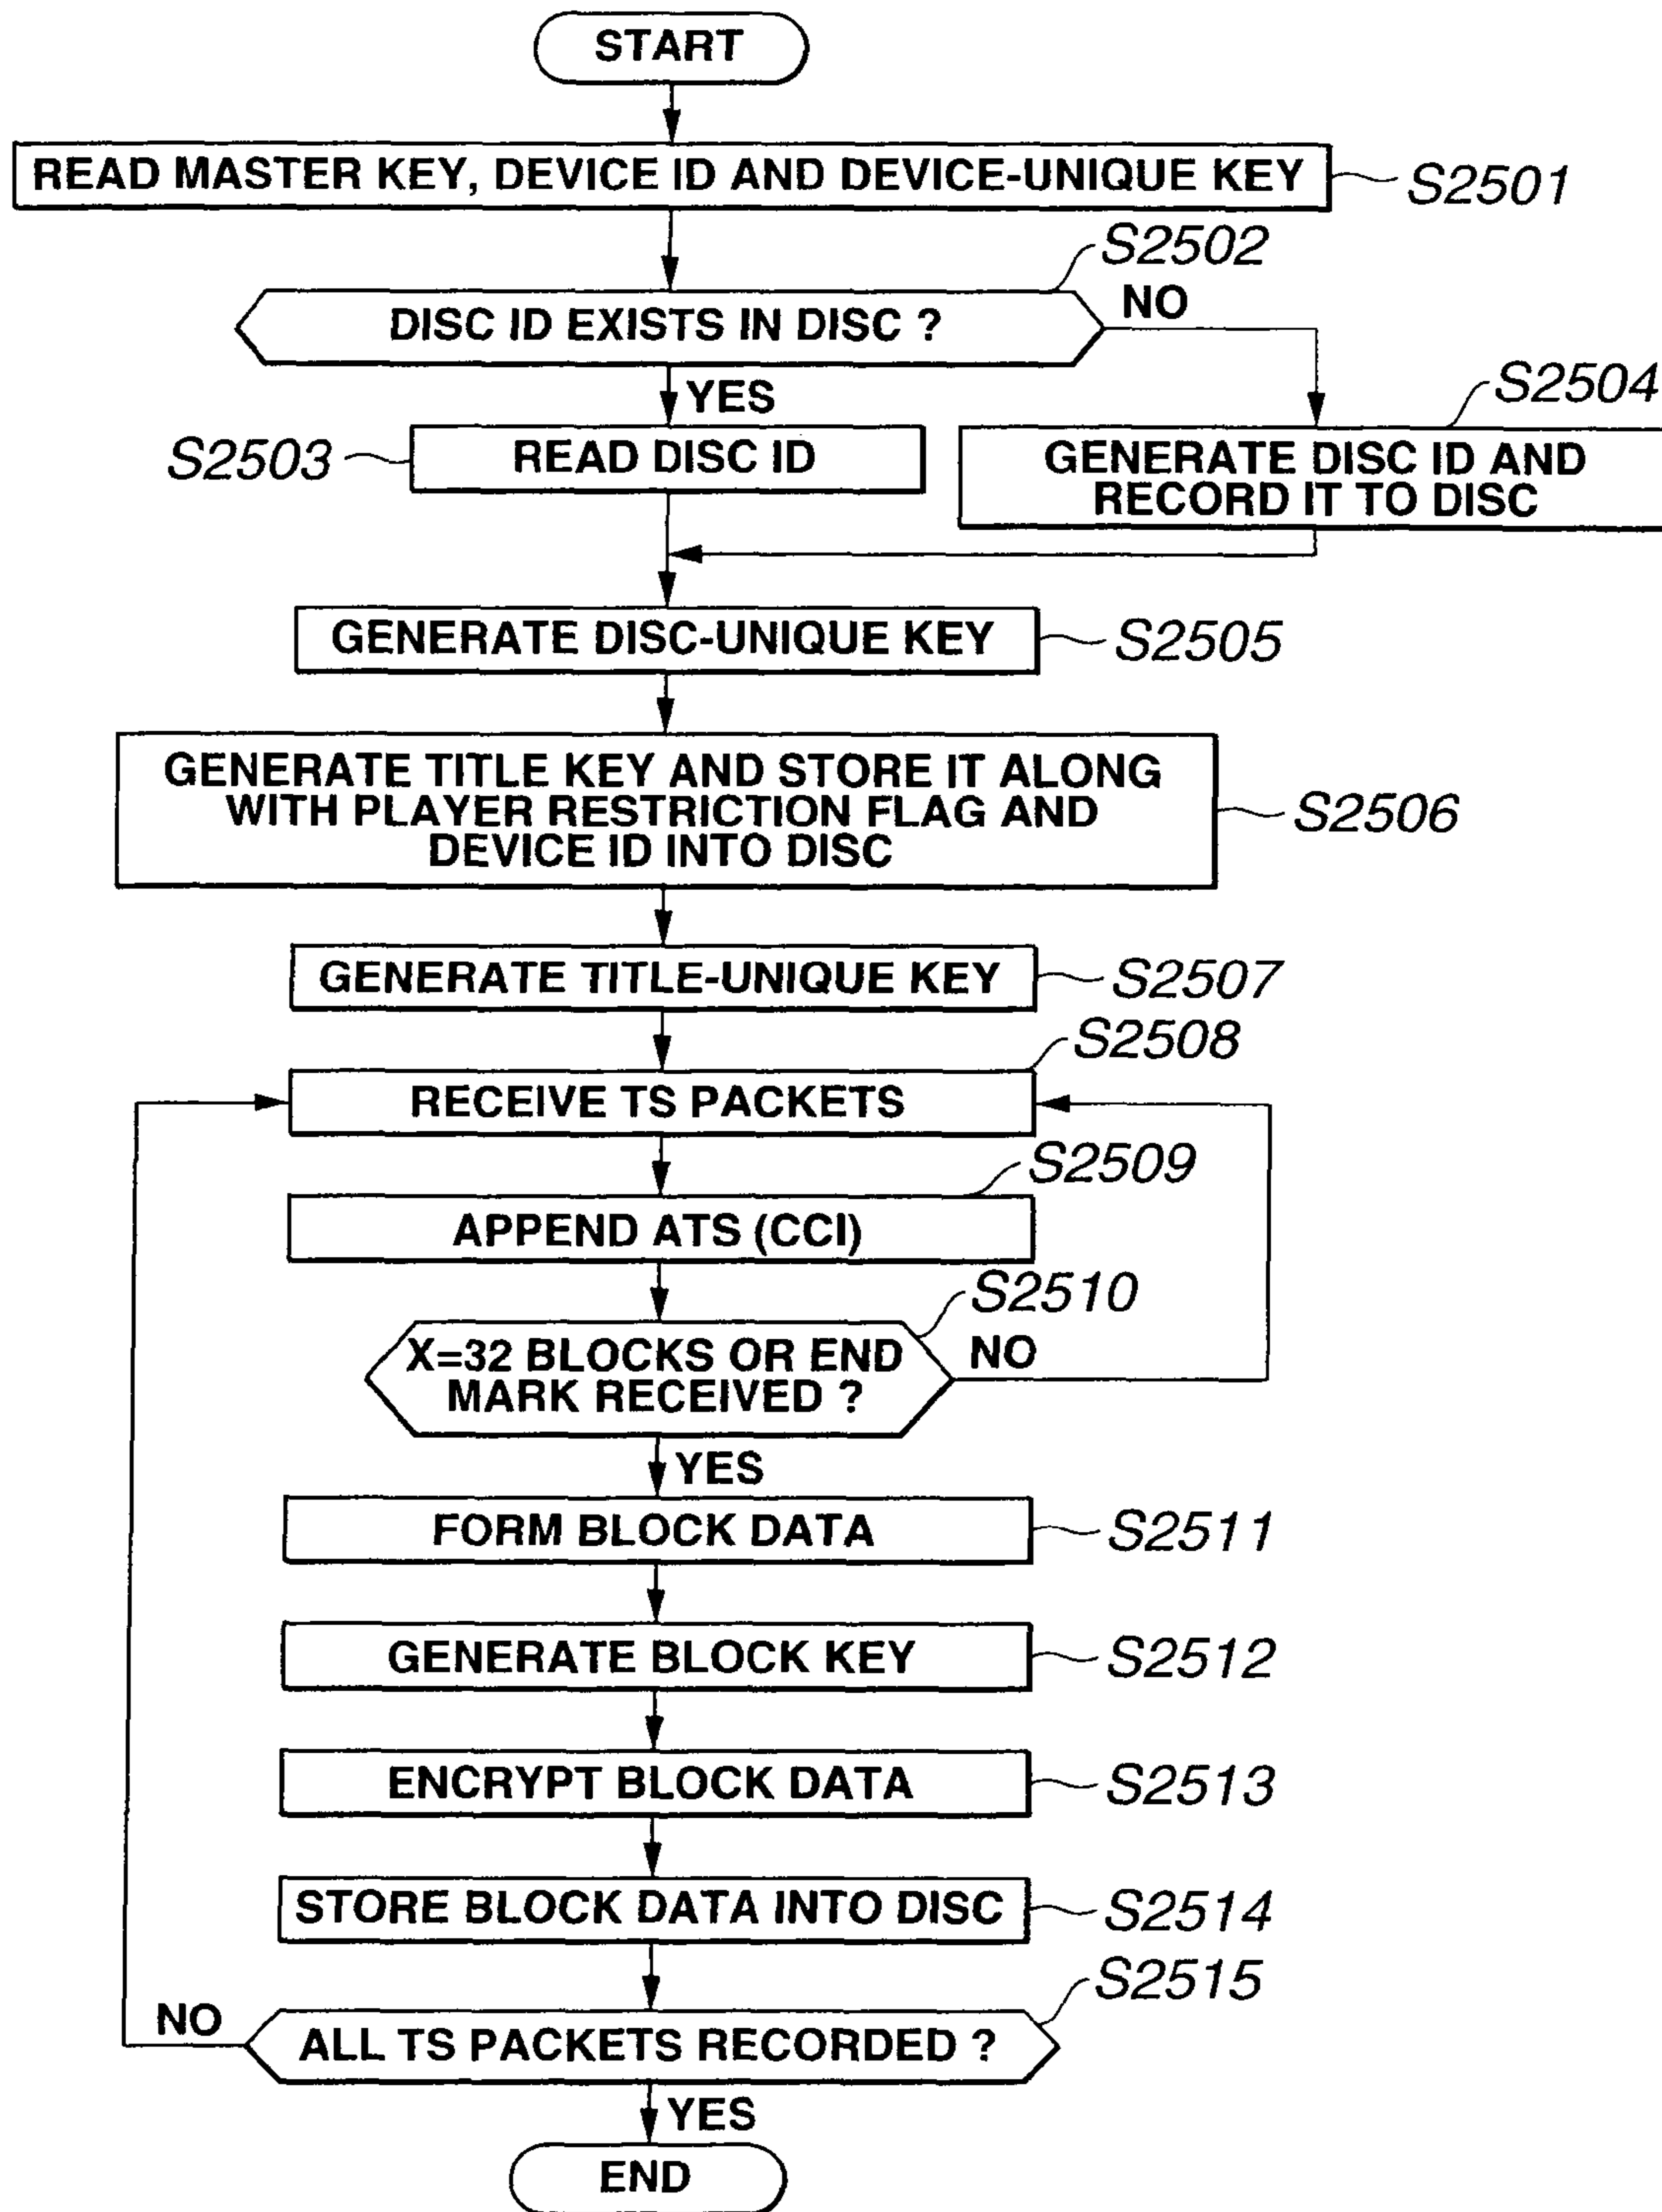 START
READ MASTER KEY, DEVICE ID AND DEVICE-UNIQUE KEY
S2501
S2502
DISC ID EXISTS IN DISC ?
NO
YES
S2504
S2503
READ DISC ID
GENERATE DISC ID AND
RECORD IT TO DISC
GENERATE DISC-UNIQUE KEY
S2505
GENERATE TITLE KEY AND STORE IT ALONG
WITH PLAYER RESTRICTION FLAG AND
DEVICE ID INTO DISC
S2506
GENERATE TITLE-UNIQUE KEY
S2507
S2508
RECEIVE TS PACKETS
S2509
APPEND ATS (CCI)
S2510
X=32 BLOCKS OR END
MARK RECEIVED ?
NO
YES
FORM BLOCK DATA
S2511
GENERATE BLOCK KEY
S2512
ENCRYPT BLOCK DATA
S2513
STORE BLOCK DATA INTO DISC
S2514
S2515
NO
ALL TS PACKETS RECORDED ?
YES
END